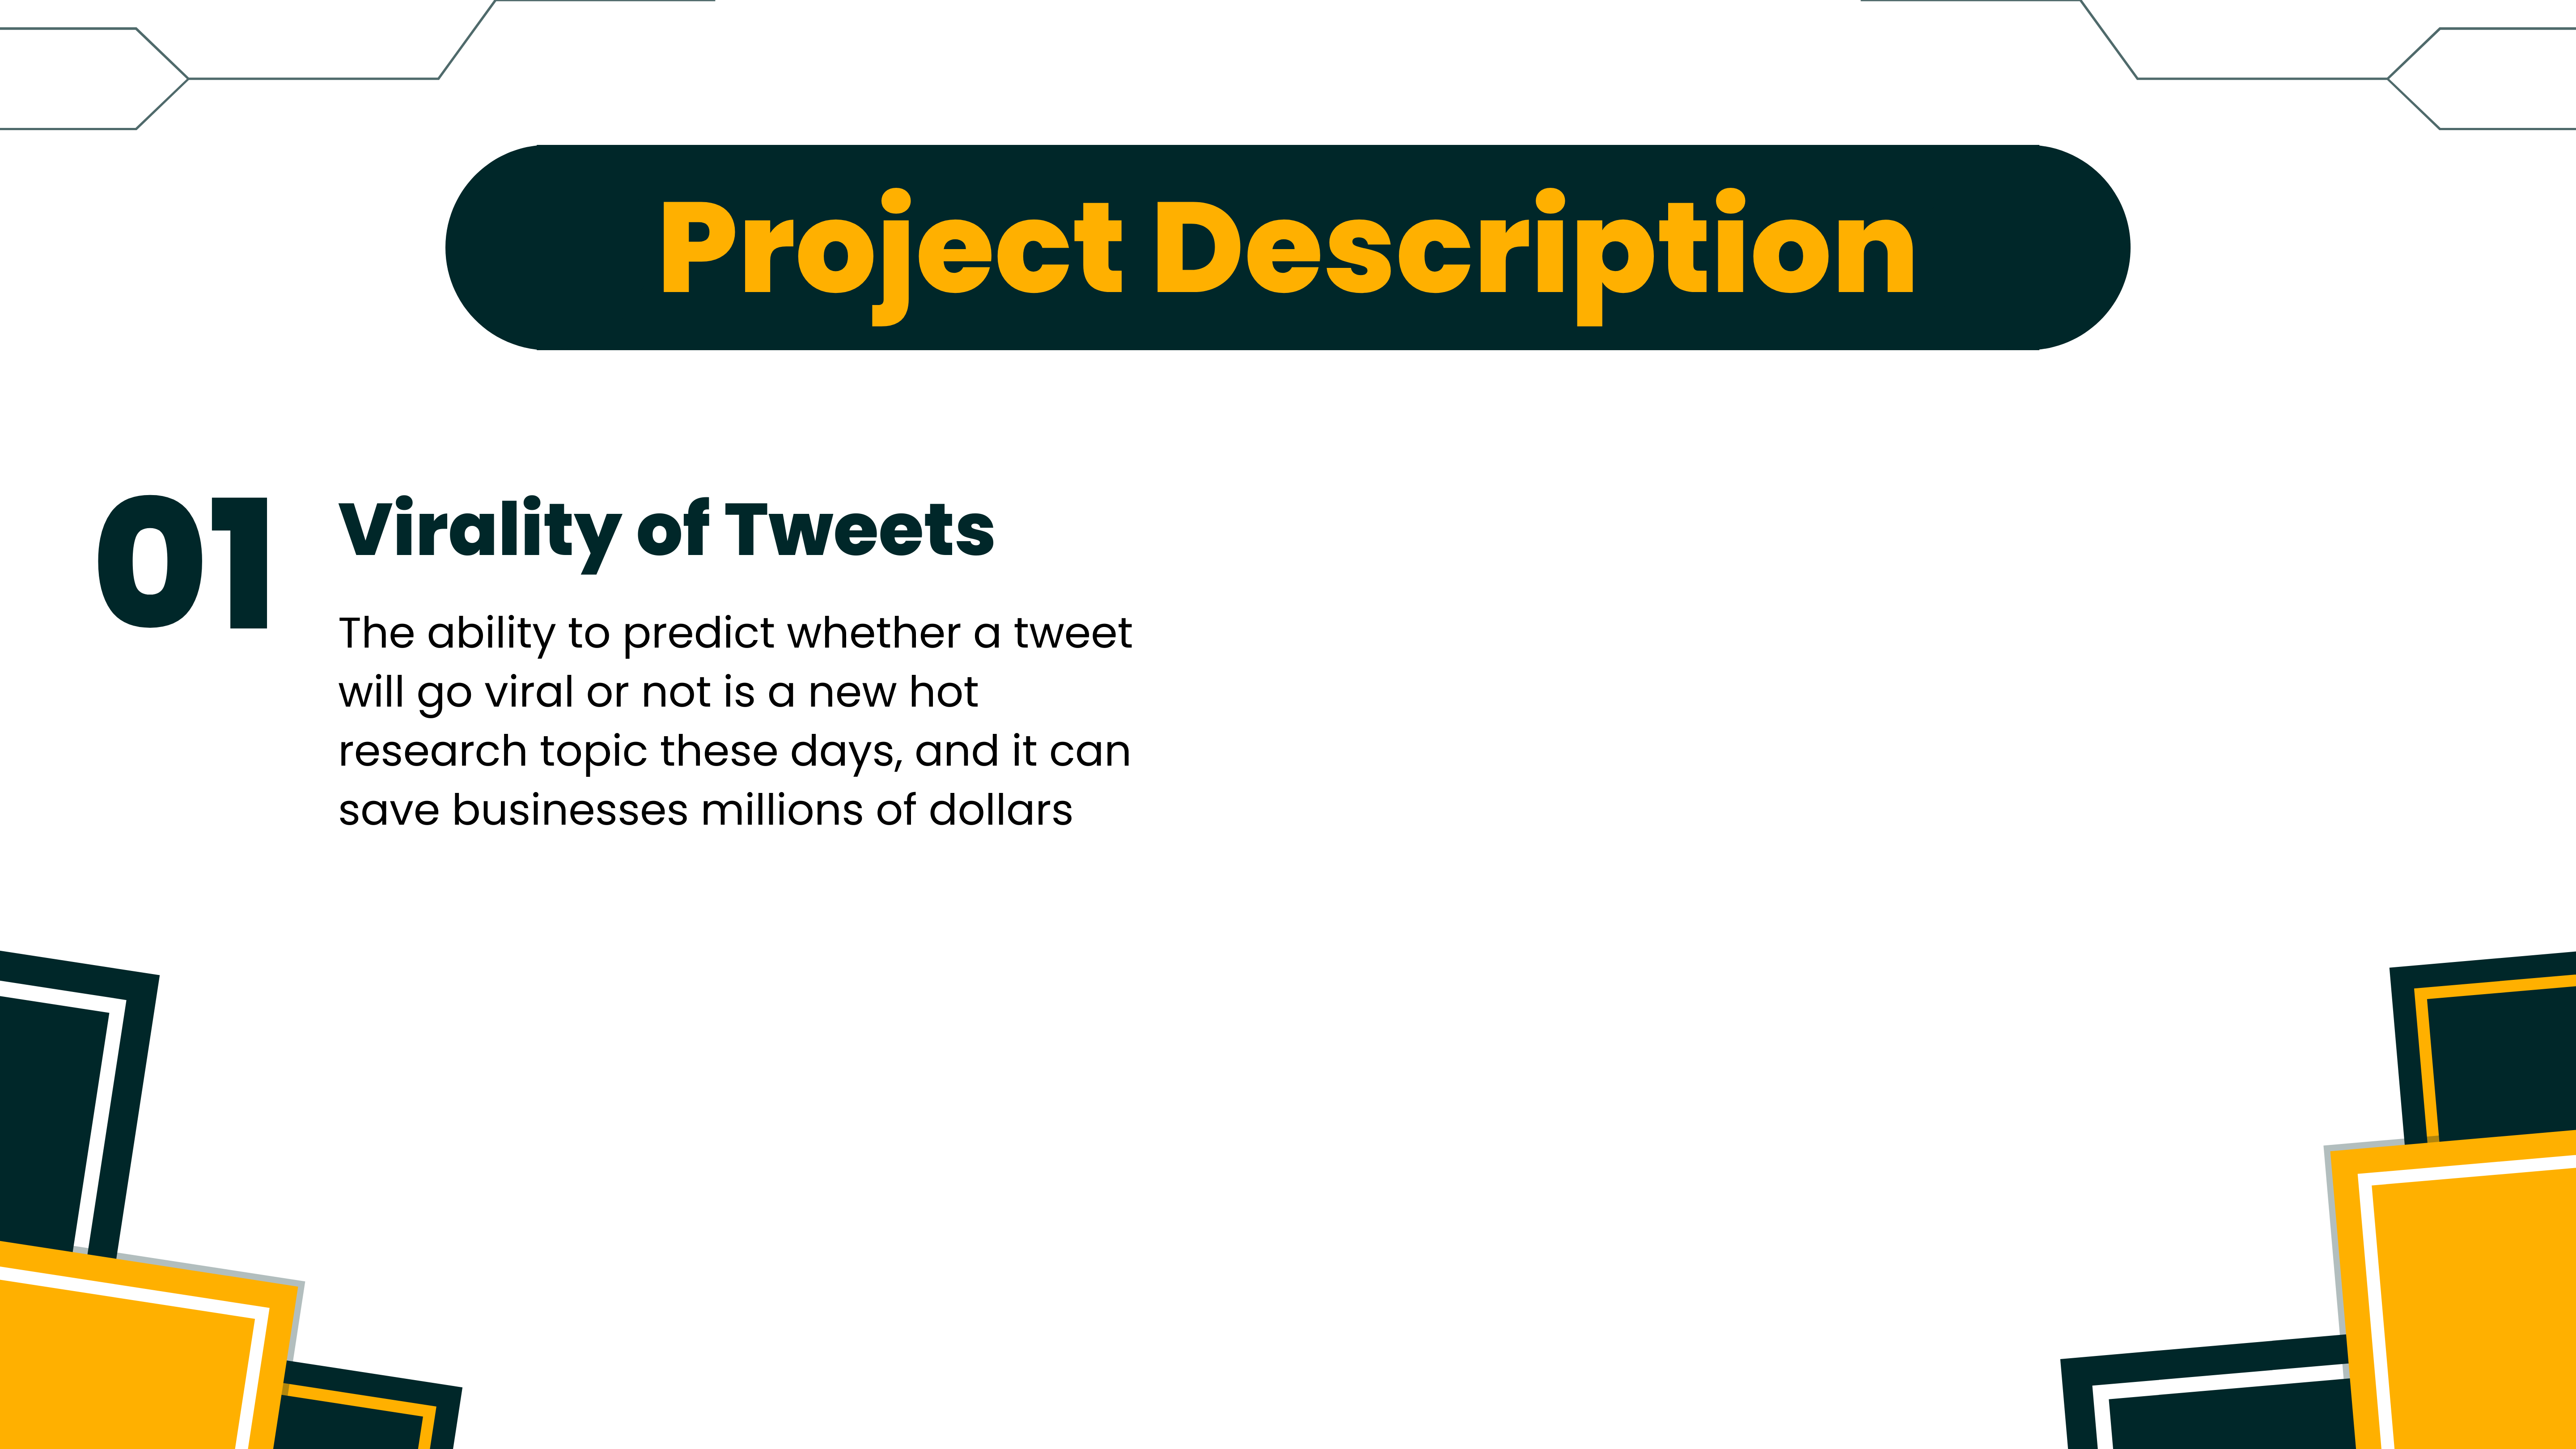 Project Description
01
Virality of Tweets
The ability to predict whether a tweet
will go viral or not is a new hot
research topic these days, and it can
save businesses millions of dollars